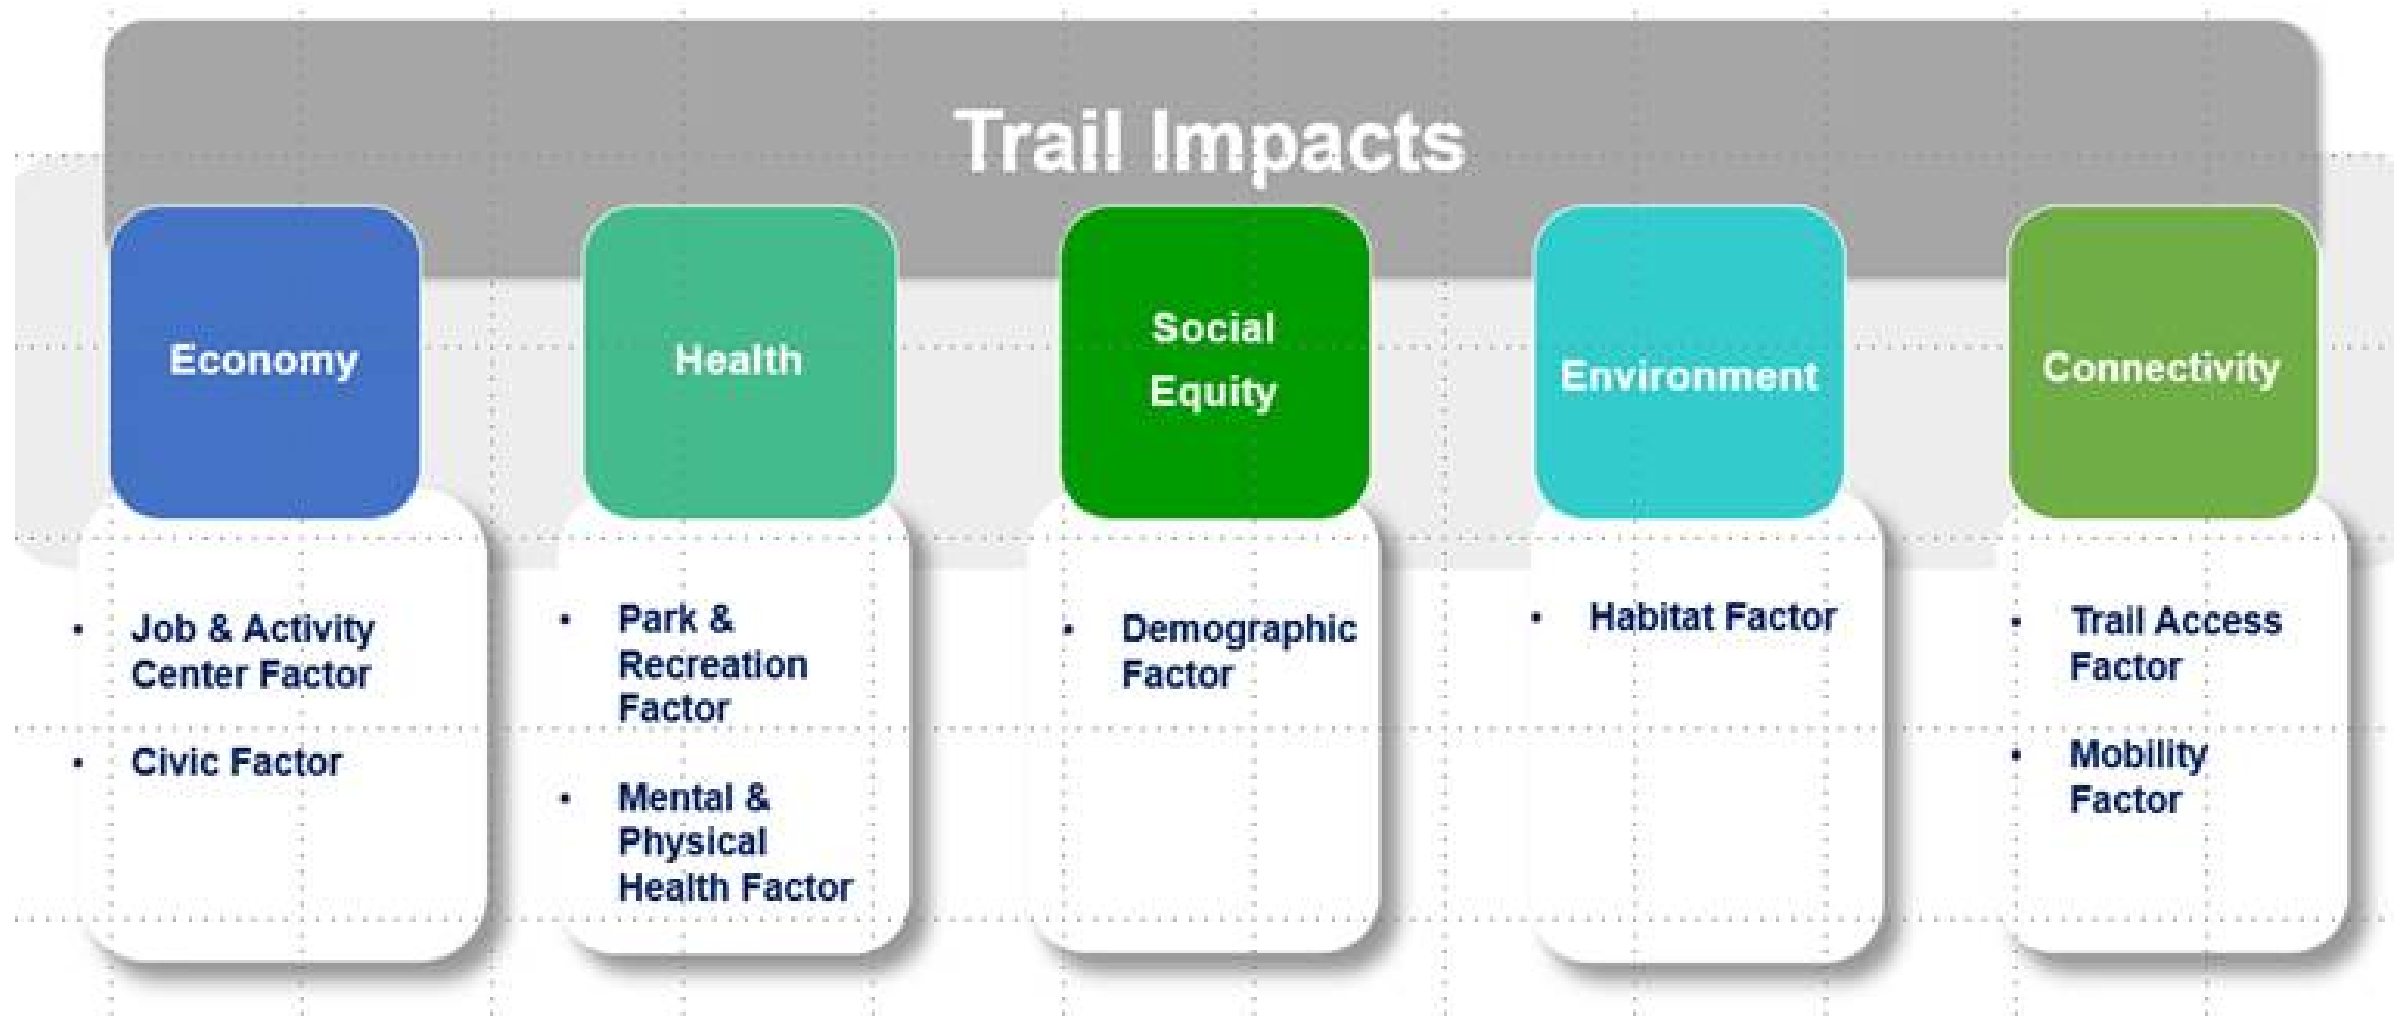 Trail Impacts
Economy
Health
Social
Equity
Environment
Connectivity
• Job & Activity
Center Factor
• Civic Factor
• Park &
Recreation
Factor
• Mental &
Physical
Health Factor
• Demographic
Factor
• Habitat Factor
• Trail Access
Factor
• Mobility
Factor